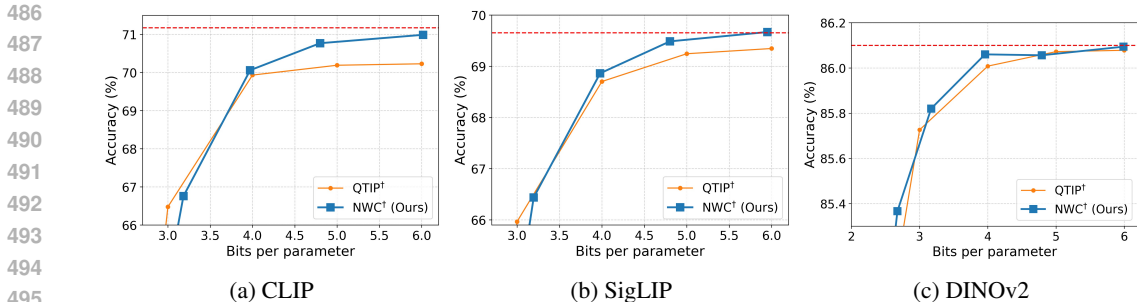 486
487
488
489
490
491
492
493
494
495
Accuracy (%)
71
70
69
68
67
66
3.0 3.5 4.0 4.5 5.0 5.5 6.0
Bits per parameter
QTIP†
NWC† (Ours)
(a) CLIP
Accuracy (%)
70
69
68
67
66
3.0 3.5 4.0 4.5 5.0 5.5 6.0
Bits per parameter
QTIP†
NWC† (Ours)
(b) SigLIP
Accuracy (%)
86.2
86.0
85.8
85.6
85.4
2 3 4 5 6
Bits per parameter
QTIP†
NWC† (Ours)
(c) DINOv2